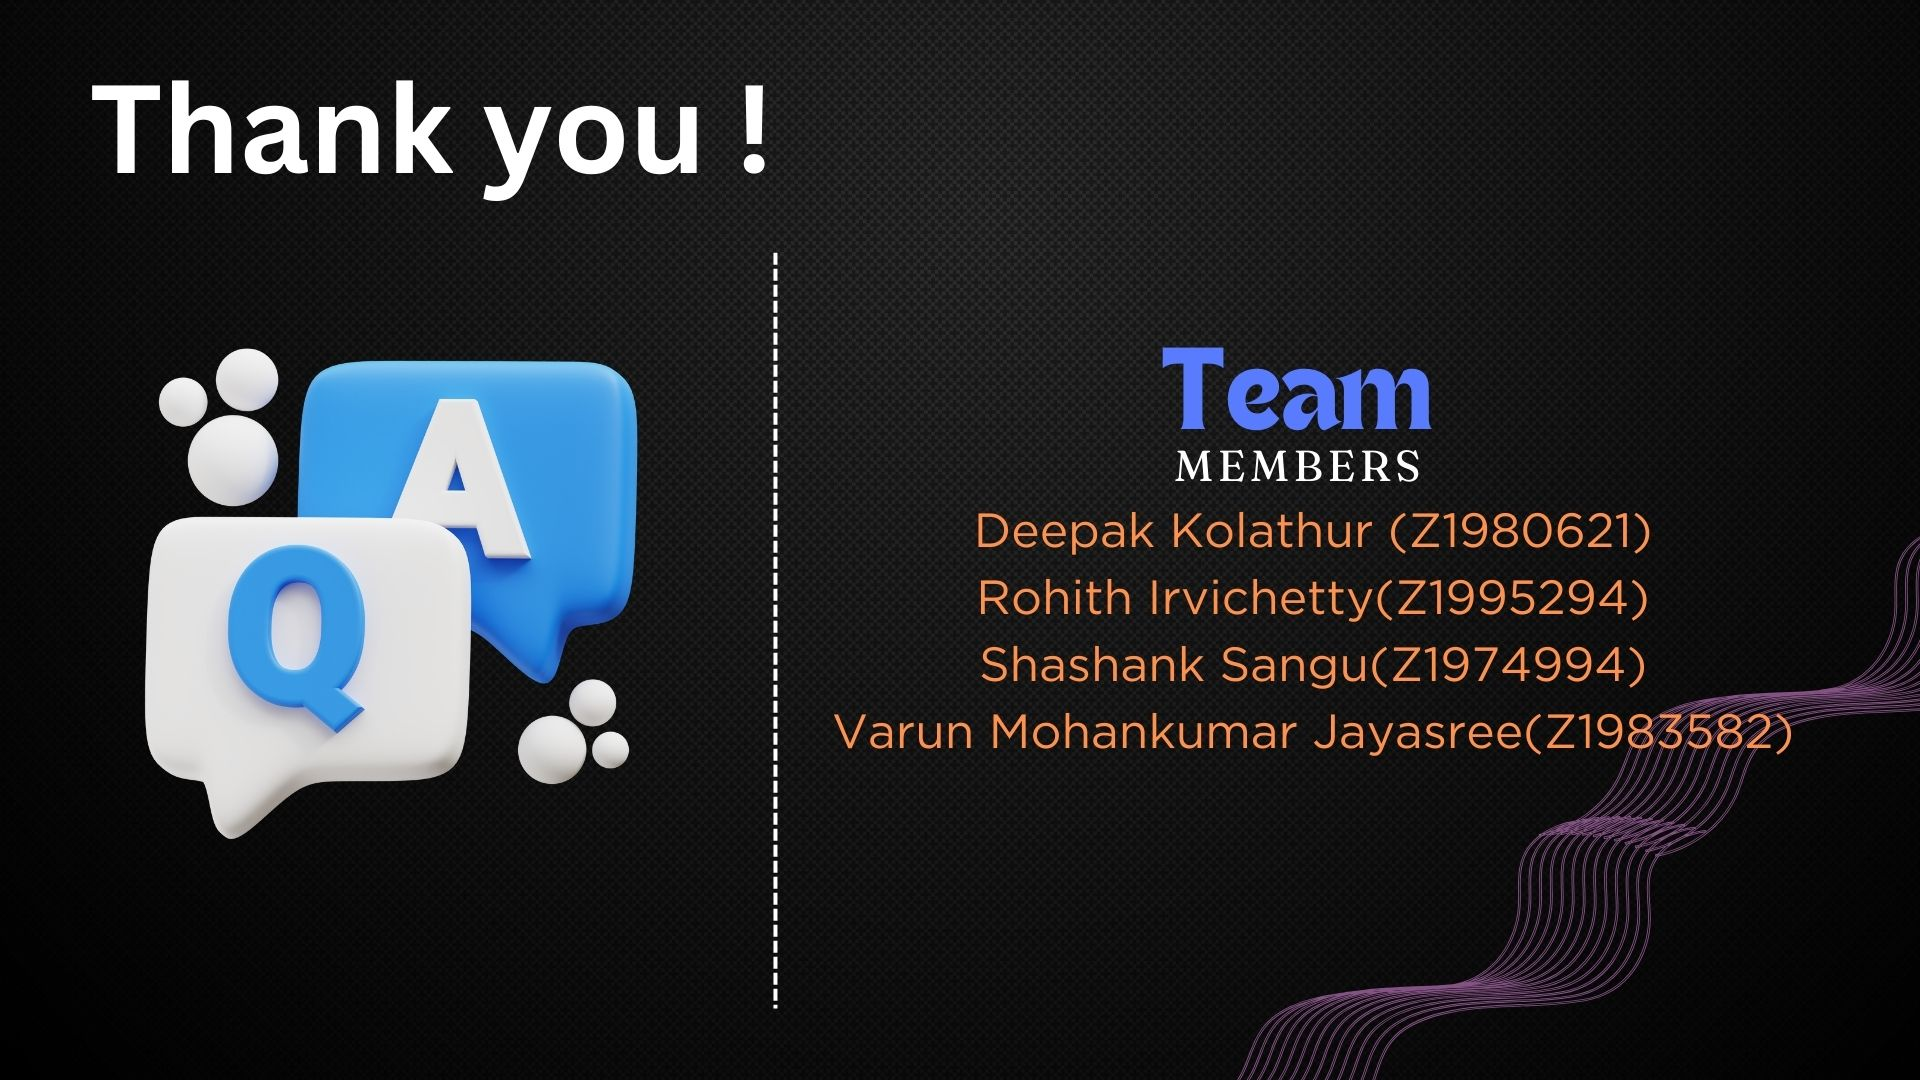 Thank you !
A
Q
Team
MEMBERS
Deepak Kolathur (Z1980621)
Rohith Irvichetty(Z1995294)
Shashank Sangu(Z1974994)
Varun Mohankumar Jayasree(Z1983582)